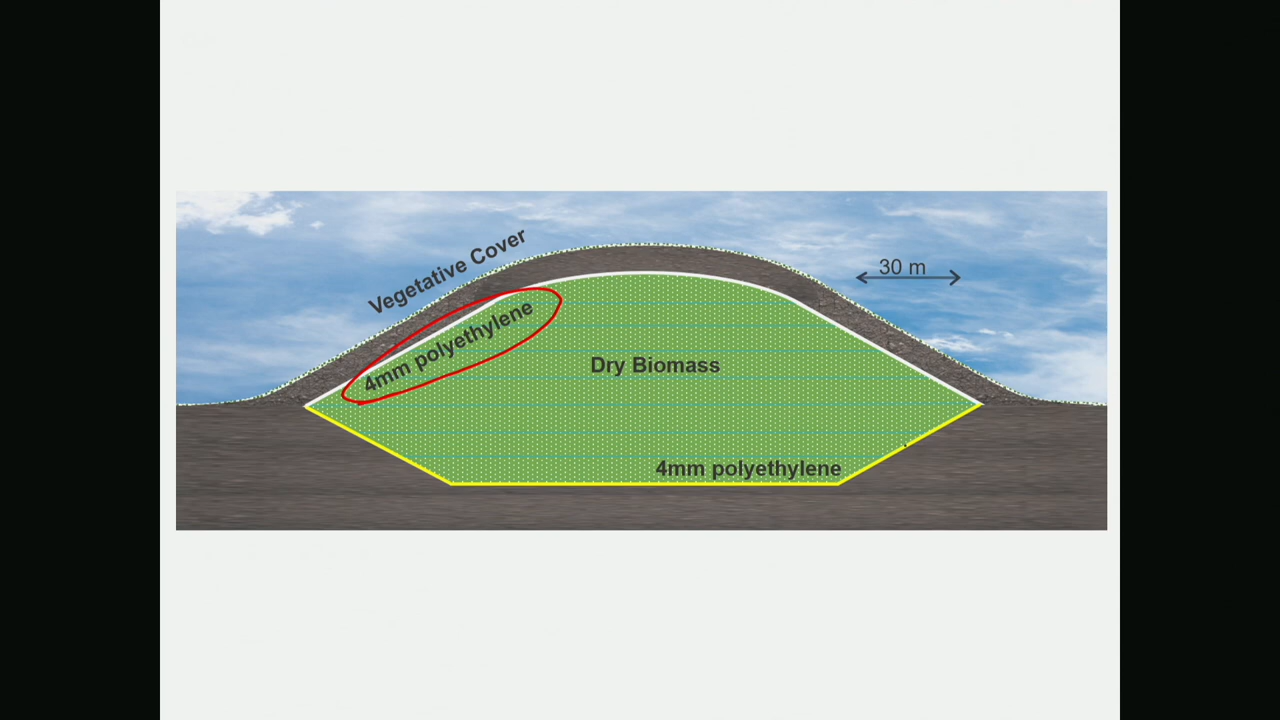 Vegetative Cover
30 m
4mm polyethylene
Dry Biomass
4mm polyethylene